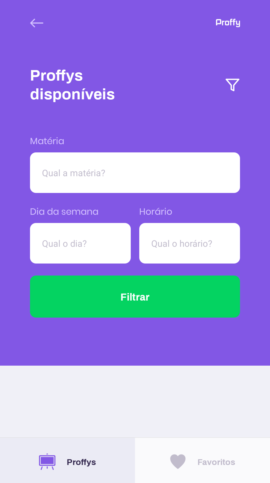 Proffy
Proffys
disponíveis
Matéria
Qual a matéria?
Dia da semana
Horário
Qual o dia?
Qual o horário?
Filtrar
Proffys
Favoritos